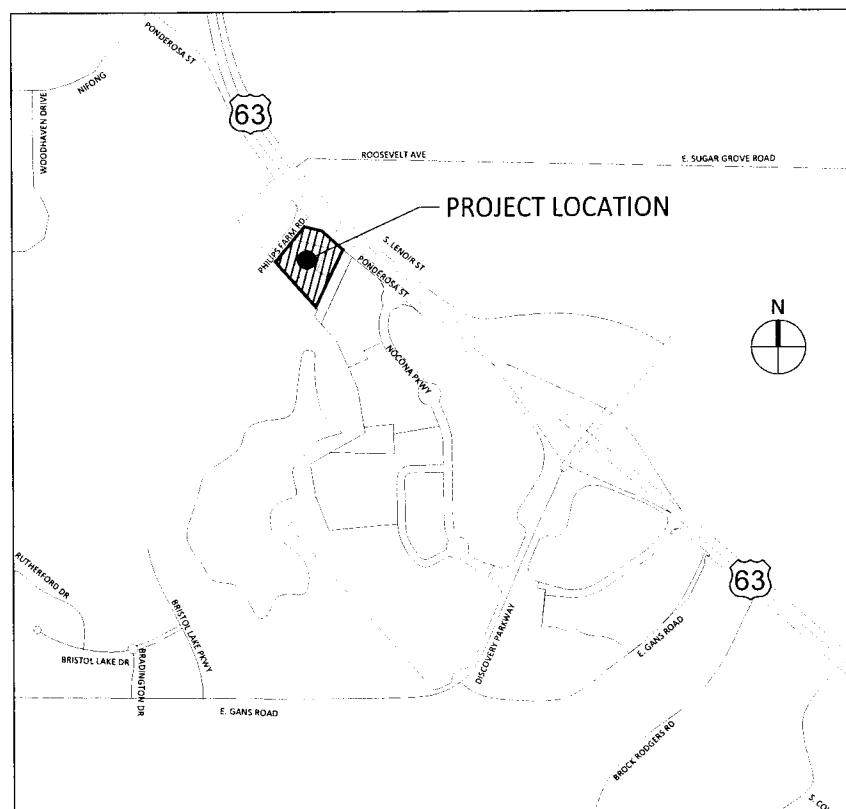 PONDEROSA ST
NIFONG
63
WOODHAVEN DRIVE
ROOSEVELT AVE
E. SUGAR GROVE ROAD
PROJECT LOCATION
PHILIPS FARM RD.
S. LENOIR ST
PONDEROSA ST
N
NOCONA PKWY
RUTHERFORD DR
63
BRISTOL LAKE PKWY
DISCOVERY PARKWAY
E. GANS ROAD
BRISTOL LAKE DR
BRADINGTON DR
E. GANS ROAD
BROCK RODGERS RD